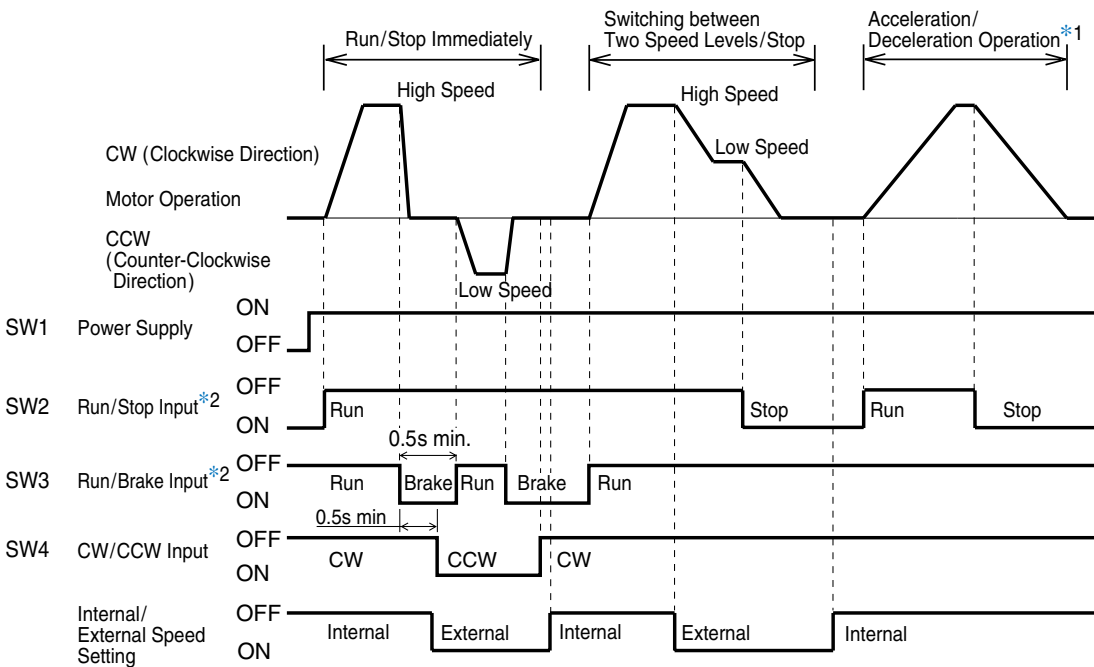 Run/Stop Immediately
Switching between
Two Speed Levels/Stop
Acceleration/
Deceleration Operation*1
High Speed
High Speed
CW (Clockwise Direction)
Low Speed
Motor Operation
CCW
(Counter-Clockwise
Direction)
Low Speed
SW1 Power Supply ON
OFF
SW2 Run/Stop Input*2 OFF
ON
Run Stop Run Stop
0.5s min.
SW3 Run/Brake Input*2 OFF
ON
Run Brake Run Brake Run
0.5s min
SW4 CW/CCW Input OFF
ON
CW CCW CW
Internal/
External Speed
Setting
OFF
ON
Internal External Internal External Internal